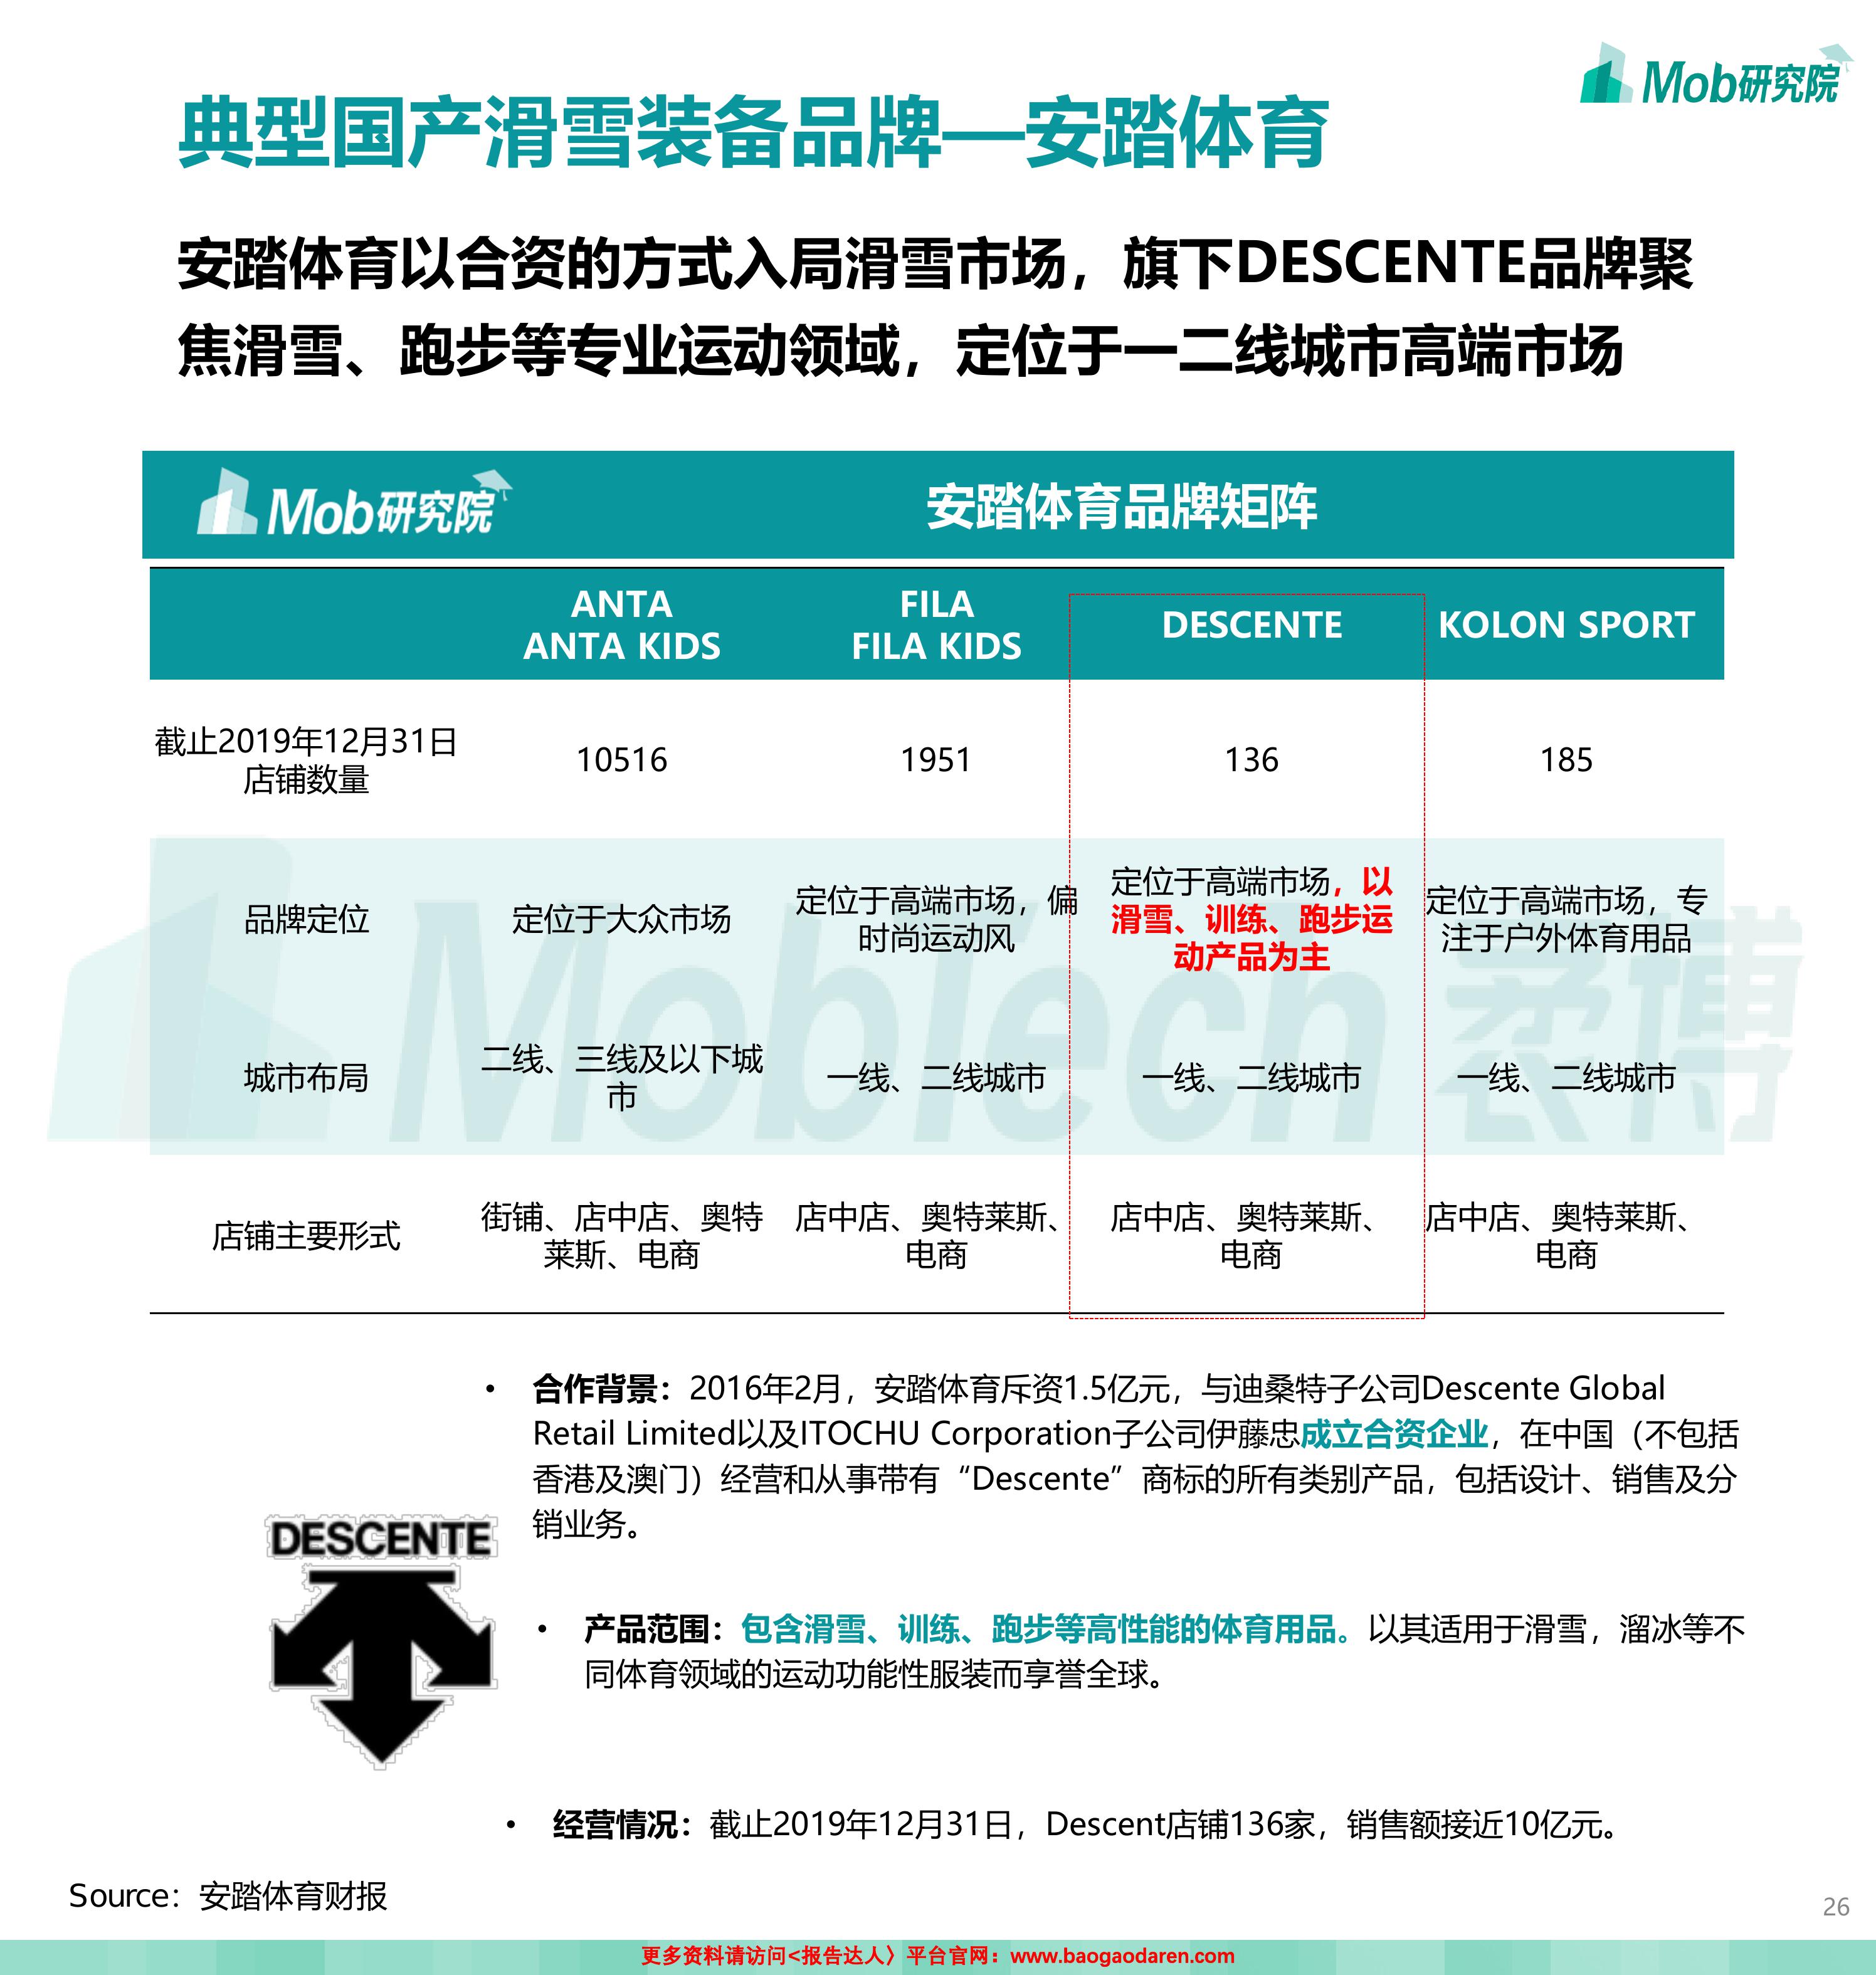 Mob研究院
典型国产滑雪装备品牌—安踏体育
安踏体育以合资的方式入局滑雪市场，旗下DESCENTE品牌聚
焦滑雪、跑步等专业运动领域，定位于一二线城市高端市场
Mob研究院
安踏体育品牌矩阵
ANTA
ANTA KIDS
FILA
FILA KIDS
DESCENTE
KOLON SPORT
截止2019年12月31日
店铺数量
10516
1951
136
185
品牌定位
定位于大众市场
定位于高端市场，偏
时尚运动风
定位于高端市场，以
滑雪、训练、跑步运
动产品为主
定位于高端市场，专
注于户外体育用品
城市布局
二线、三线及以下城
市
一线、二线城市
一线、二线城市
一线、二线城市
店铺主要形式
街铺、店中店、奥特
莱斯、电商
店中店、奥特莱斯、
电商
店中店、奥特莱斯、
电商
店中店、奥特莱斯、
电商
MobTech 袤博
• 合作背景：2016年2月，安踏体育斥资1.5亿元，与迪桑特子公司Descente Global
Retail Limited以及ITOCHU Corporation子公司伊藤忠成立合资企业，在中国（不包括
香港及澳门）经营和从事带有“Descente”商标的所有类别产品，包括设计、销售及分
销业务。
DESCENTE
• 产品范围：包含滑雪、训练、跑步等高性能的体育用品。以其适用于滑雪，溜冰等不
同体育领域的运动功能性服装而享誉全球。
• 经营情况：截止2019年12月31日，Descent店铺136家，销售额接近10亿元。
Source：安踏体育财报
26
更多资料请访问<报告达人〉平台官网：www.baogaodaren.com